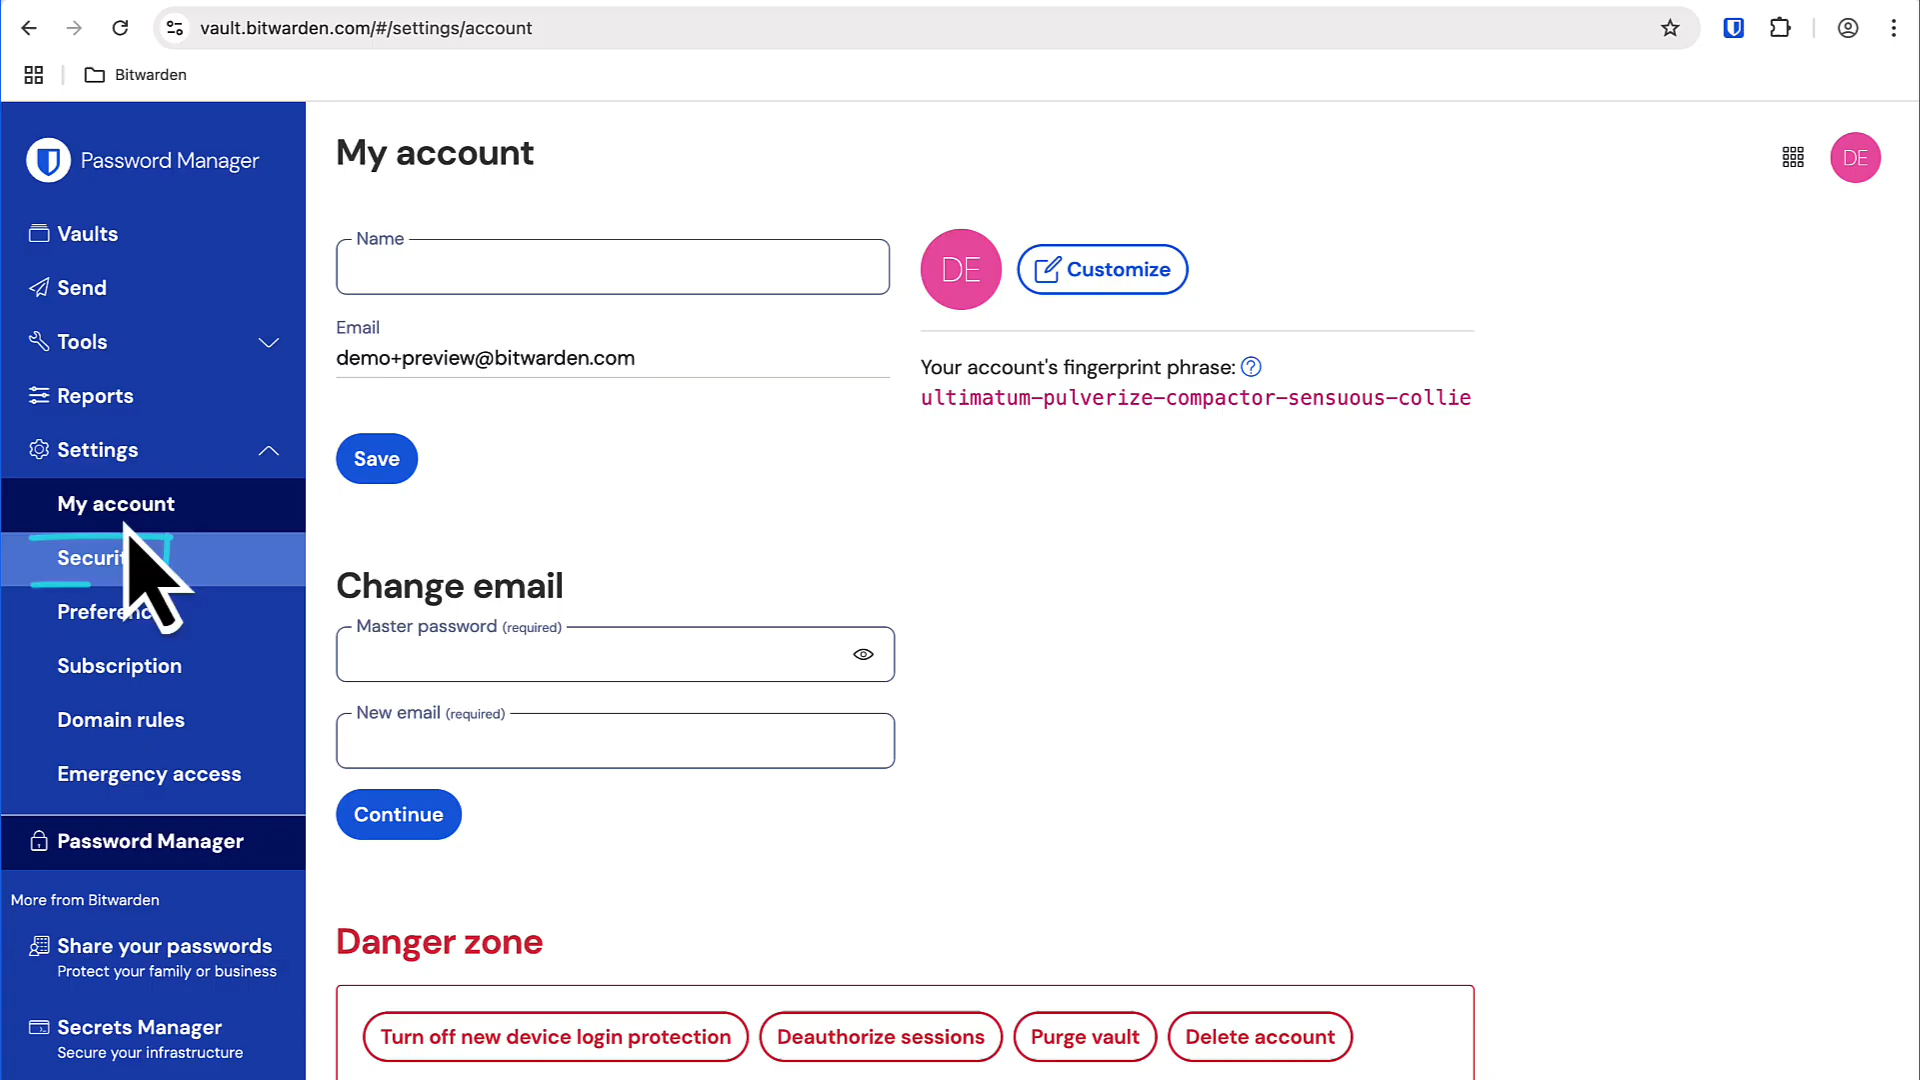 vault.bitwarden.com/#/settings/account
Bitwarden
Password Manager
Vaults
Send
Tools
Reports
Settings
My account
Subscription
Domain rules
Emergency access
Password Manager
More from Bitwarden
Share your passwords
Protect your family or business
Secrets Manager
Secure your infrastructure
My account
DE
Name
DE
Customize
Email
demo+preview@bitwarden.com
Your account's fingerprint phrase:
ultimatum-pulverize-compactor-sensuous-collie
Save
Change email
Master password (required)
New email (required)
Continue
Danger zone
Turn off new device login protection
Deauthorize sessions
Purge vault
Delete account